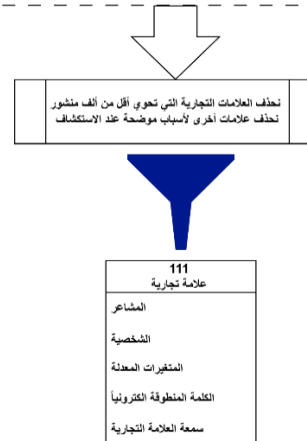 نحذف العلامات التجارية التي تحوي أقل من ألف منشور
نحذف علامات أخرى لأسباب موضحة عند الاستكشاف
111
علامة تجارية
المشاعر
الشخصية
المتغيرات المعدلة
الكلمة المنطوقة الكترونياً
سمعة العلامة التجارية